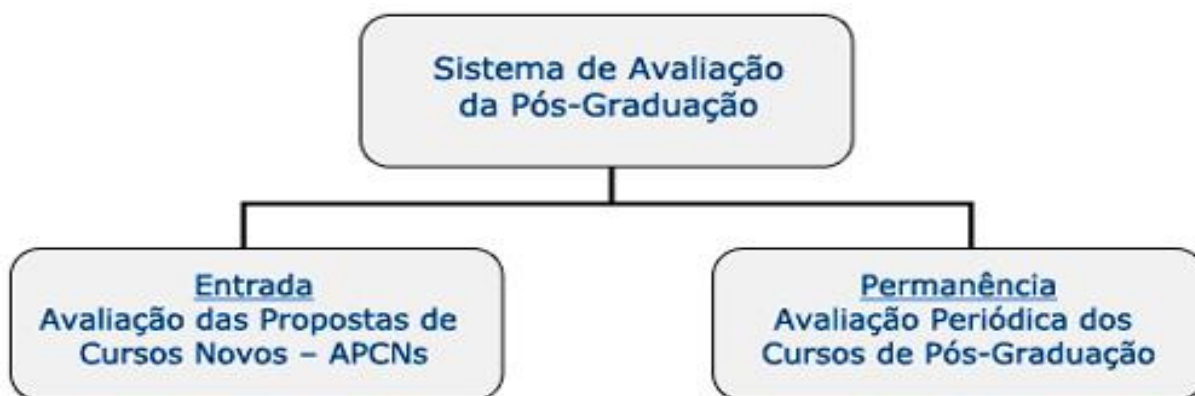 Sistema de Avaliação
da Pós-Graduação
Entrada
Avaliação das Propostas de
Cursos Novos – APCNs
Permanência
Avaliação Periódica dos
Cursos de Pós-Graduação